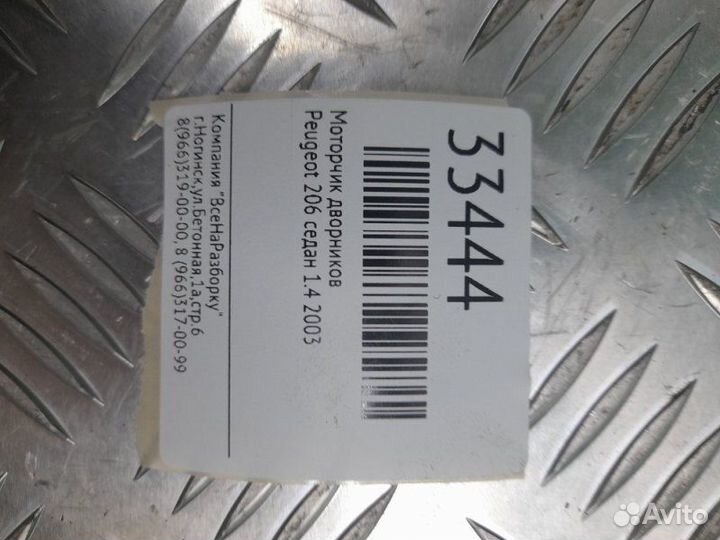 33444
Моторчик дворников
Peugeot 206 седан 1.4 2003
Компания "ВсеНаРазборку"
г.Ногинск,ул.Бетонная,1а,стр.6
8(966)319-00-00, 8 (966)317-00-99
Avito